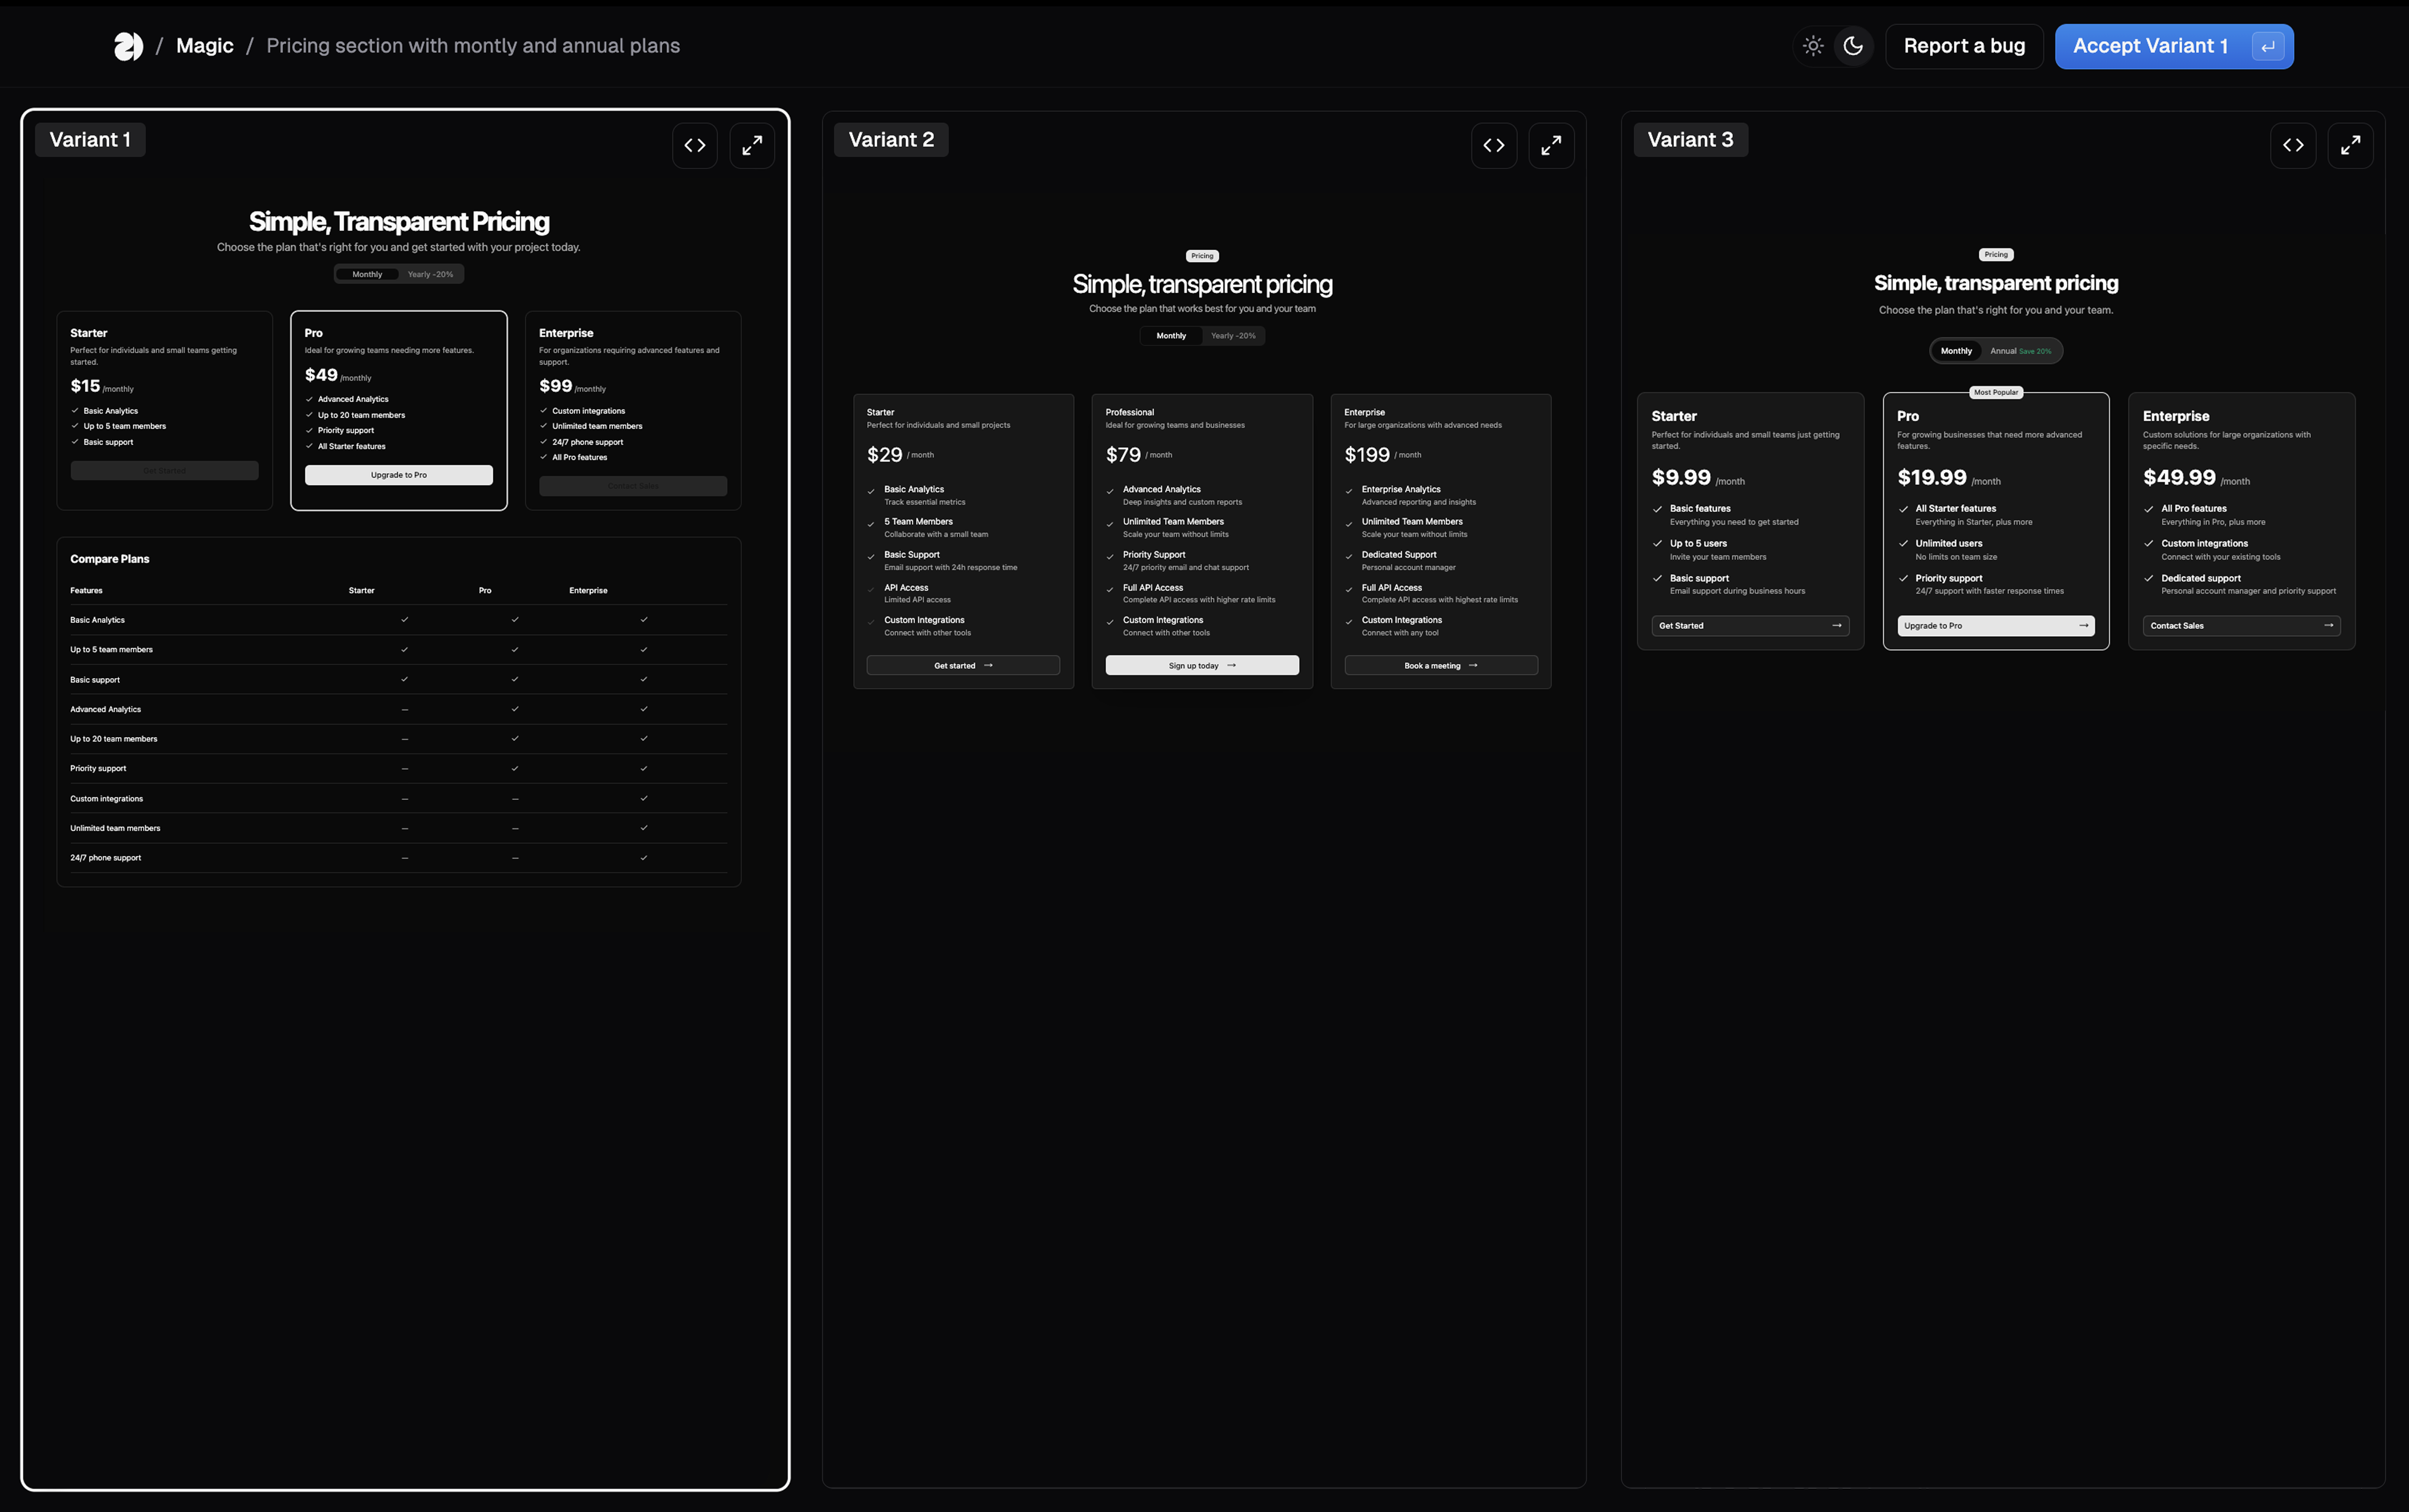 / Magic / Pricing section with montly and annual plans
Report a bug
Accept Variant 1
Variant 1
Simple, Transparent Pricing
Choose the plan that's right for you and get started with your project today.
Monthly
Yearly -20%
Starter
Perfect for individuals and small teams getting
started.
$15 /monthly
Basic Analytics
Up to 5 team members
Basic support
Get Started
Pro
Ideal for growing teams needing more features.
$49 /monthly
Advanced Analytics
Up to 20 team members
Priority support
All Starter features
Upgrade to Pro
Enterprise
For organizations requiring advanced features and
support.
$99 /monthly
Custom integrations
Unlimited team members
24/7 phone support
All Pro features
Contact Sales
Compare Plans
Features Starter Pro Enterprise
Basic Analytics
Up to 5 team members
Basic support
Advanced Analytics
Up to 20 team members
Priority support
Custom integrations
Unlimited team members
24/7 phone support
Variant 2
Pricing
Simple, transparent pricing
Choose the plan that works best for you and your team
Monthly
Yearly -20%
Starter
Perfect for individuals and small projects
$29 / month
Basic Analytics
Track essential metrics
5 Team Members
Collaborate with a small team
Basic Support
Email support with 24h response time
API Access
Limited API access
Custom Integrations
Connect with other tools
Get started →
Professional
Ideal for growing teams and businesses
$79 / month
Advanced Analytics
Deep insights and custom reports
Unlimited Team Members
Scale your team without limits
Priority Support
24/7 priority email and chat support
Full API Access
Complete API access with higher rate limits
Custom Integrations
Connect with other tools
Sign up today →
Enterprise
For large organizations with advanced needs
$199 / month
Enterprise Analytics
Advanced reporting and insights
Unlimited Team Members
Scale your team without limits
Dedicated Support
Personal account manager
Full API Access
Complete API access with highest rate limits
Custom Integrations
Connect with any tool
Book a meeting →
Variant 3
Pricing
Simple, transparent pricing
Choose the plan that's right for you and your team.
Monthly
Annual Save 20%
Starter
Perfect for individuals and small teams just getting
started.
$9.99 /month
Basic features
Everything you need to get started
Up to 5 users
Invite your team members
Basic support
Email support during business hours
Get Started →
Most Popular
Pro
For growing businesses that need more advanced
features.
$19.99 /month
All Starter features
Everything in Starter, plus more
Unlimited users
No limits on team size
Priority support
24/7 support with faster response times
Upgrade to Pro →
Enterprise
Custom solutions for large organizations with
specific needs.
$49.99 /month
All Pro features
Everything in Pro, plus more
Custom integrations
Connect with your existing tools
Dedicated support
Personal account manager and priority support
Contact Sales →